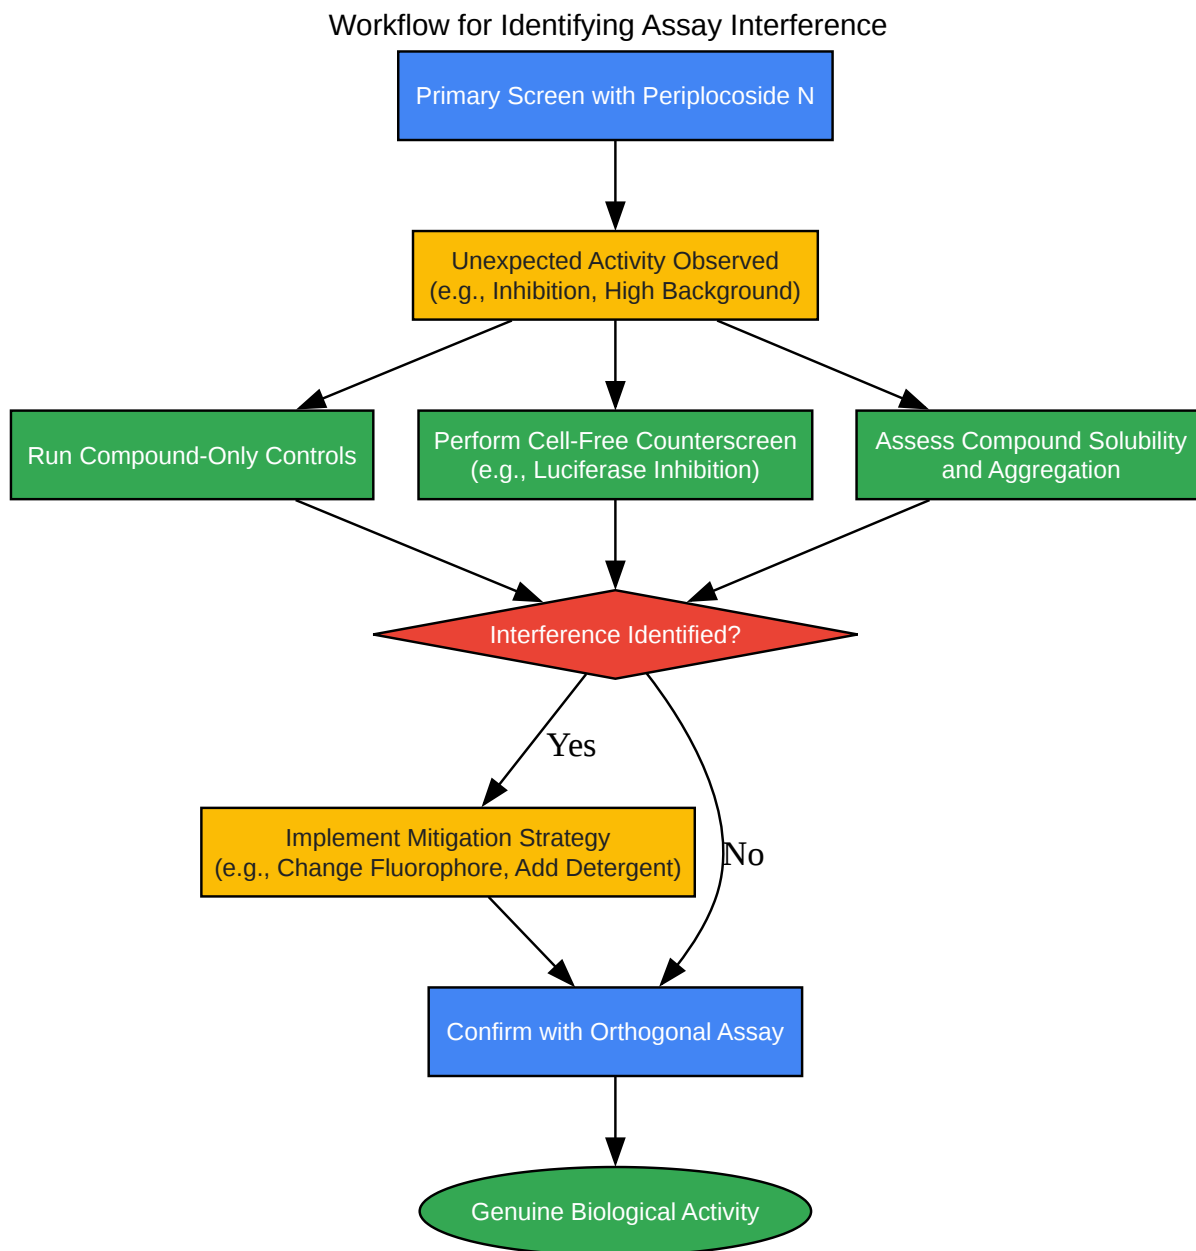 Workflow for Identifying Assay Interference
Primary Screen with Periplocoside N
Unexpected Activity Observed
(e.g., Inhibition, High Background)
Run Compound-Only Controls
Perform Cell-Free Counterscreen
(e.g., Luciferase Inhibition)
Assess Compound Solubility
and Aggregation
Interference Identified?
Yes
Implement Mitigation Strategy
(e.g., Change Fluorophore, Add Detergent)
No
Confirm with Orthogonal Assay
Genuine Biological Activity